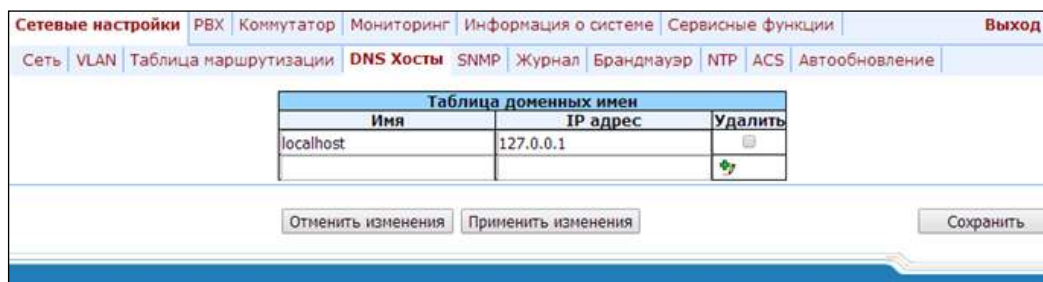 Сетевые настройки PBX Коммутатор Мониторинг Информация о системе Сервисные функции Выход
Сеть VLAN Таблица маршрутизации DNS Хосты SNMP Журнал Брандмауэр NTP ACS Автообновление
Таблица доменных имен
Имя IP адрес Удалить
localhost 127.0.0.1
Отменить изменения Применить изменения Сохранить